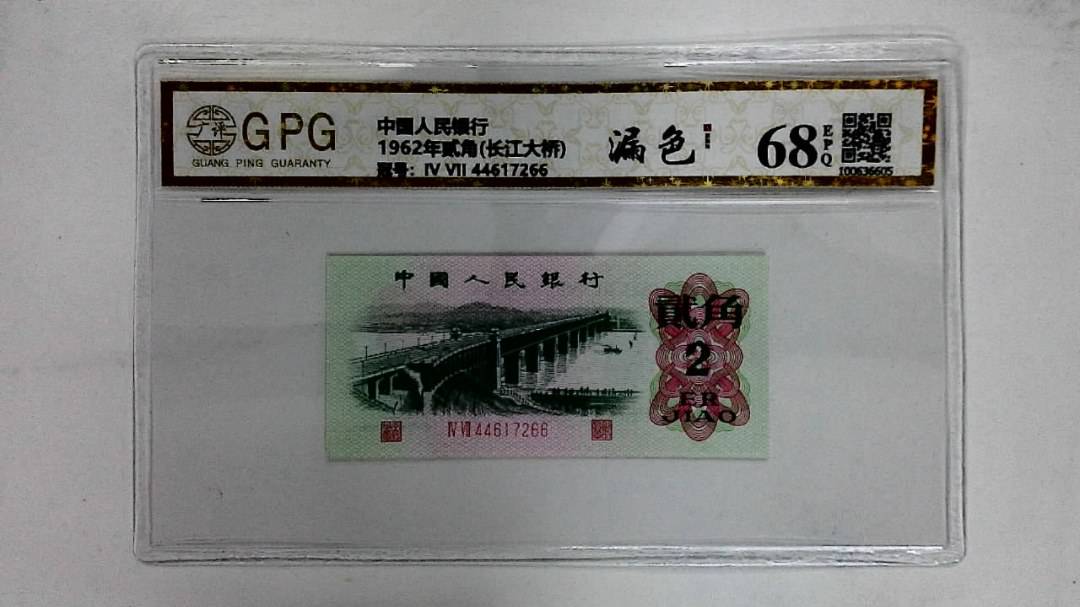 广评
GPG
GUANG PING GUARANTY
中国人民银行
1962年贰角(长江大桥)
冠号: IV VII 44617266
漏色
68
EPQ
100636605
中國人民銀行
貳角
2
ER
JIAO
IV VII 44617266